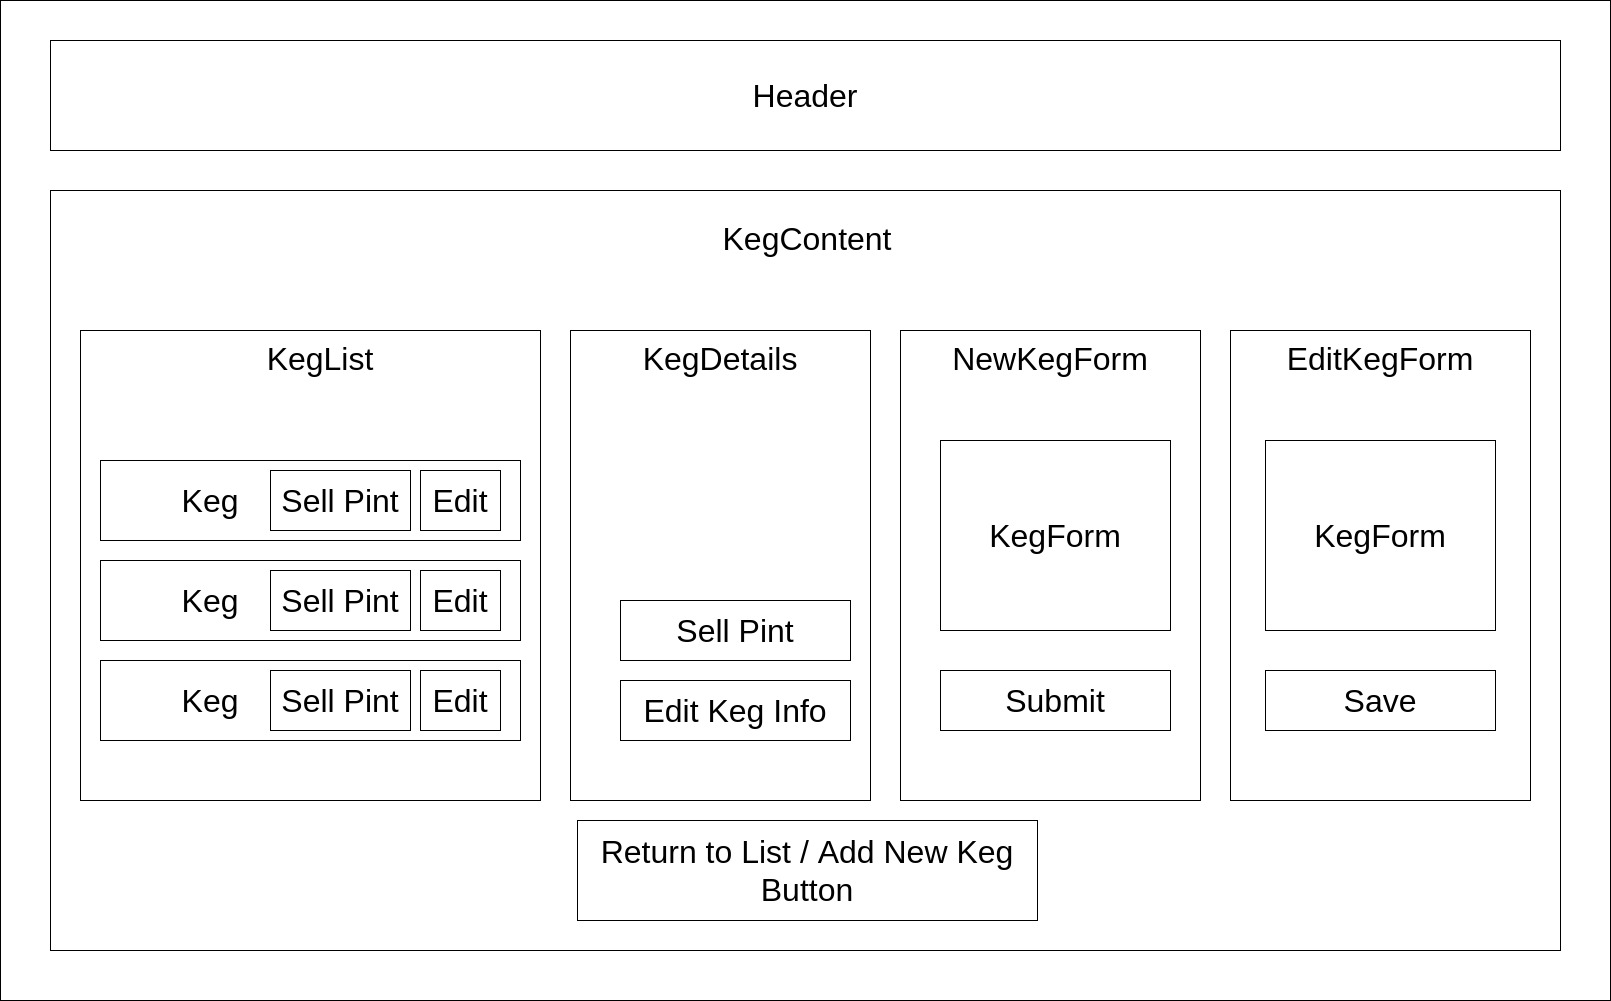 Header
KegContent
KegList
Keg Sell Pint Edit
Keg Sell Pint Edit
Keg Sell Pint Edit
KegDetails
Sell Pint
Edit Keg Info
NewKegForm
KegForm
Submit
EditKegForm
KegForm
Save
Return to List / Add New Keg
Button